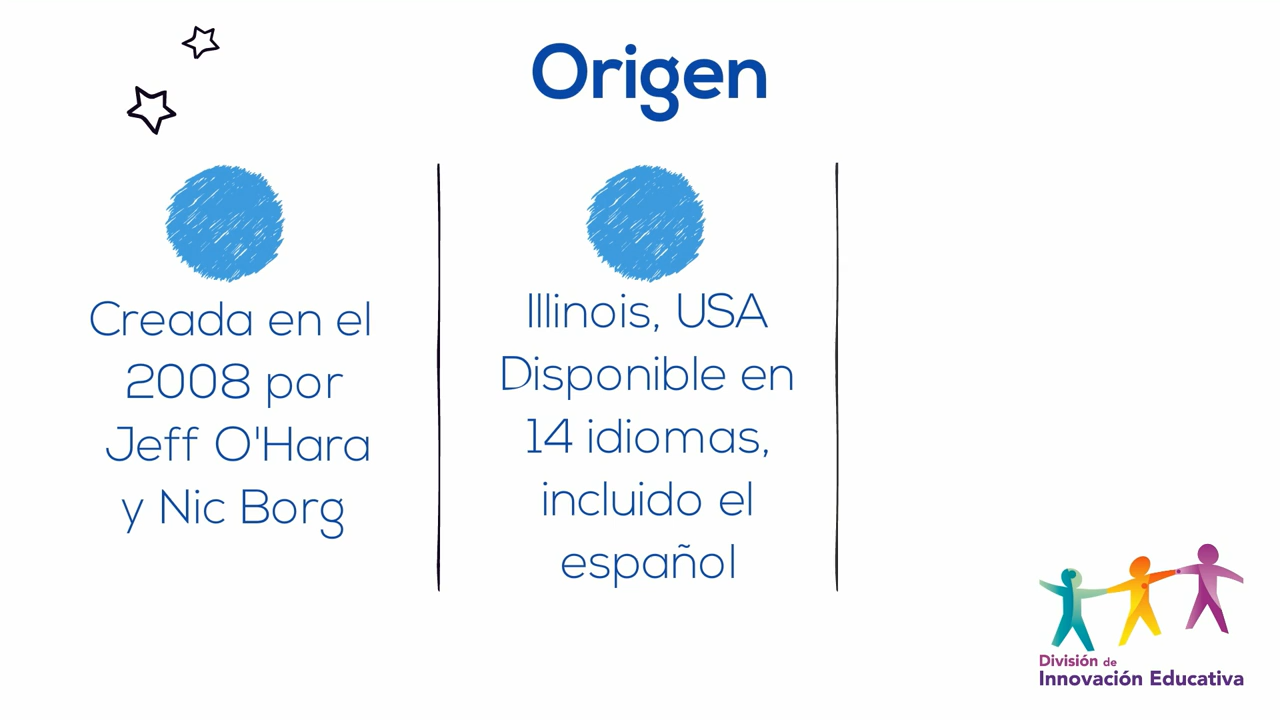 Origen
Creada en el
2008 por
Jeff O'Hara
y Nic Borg
Illinois, USA
Disponible en
14 idiomas,
incluido el
español
División de
Innovación Educativa